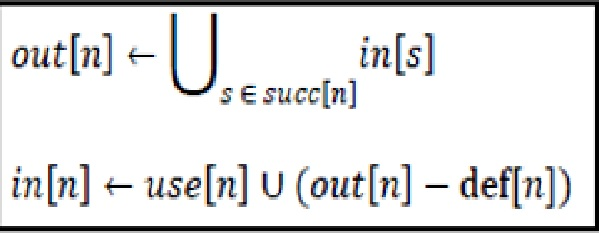 out[n] ← ⋃ s ∈ succ[n] in[s]
in[n] ← use[n] ∪ (out[n] − def[n])